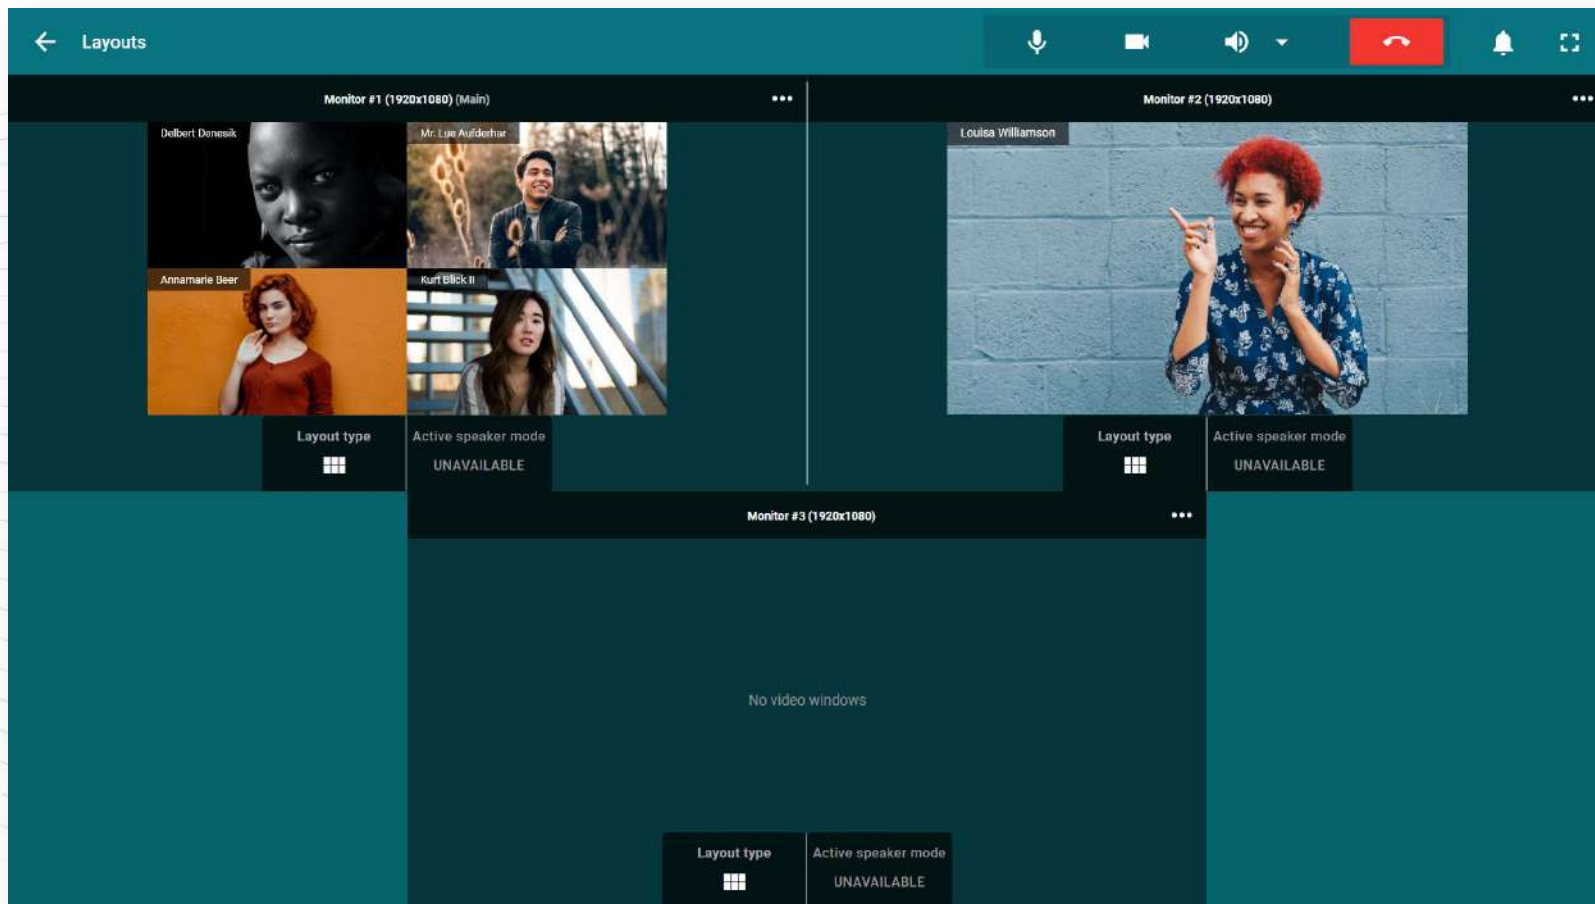 Layouts
Monitor #1 (1920x1080) (Main)
Monitor #2 (1920x1080)
Delbert Denesik
Mr. Lue Aufderhar
Louisa Williamson
Annamarie Beer
Kurt Blick II
Layout type
Active speaker mode
UNAVAILABLE
Layout type
Active speaker mode
UNAVAILABLE
Monitor #3 (1920x1080)
No video windows
Layout type
Active speaker mode
UNAVAILABLE